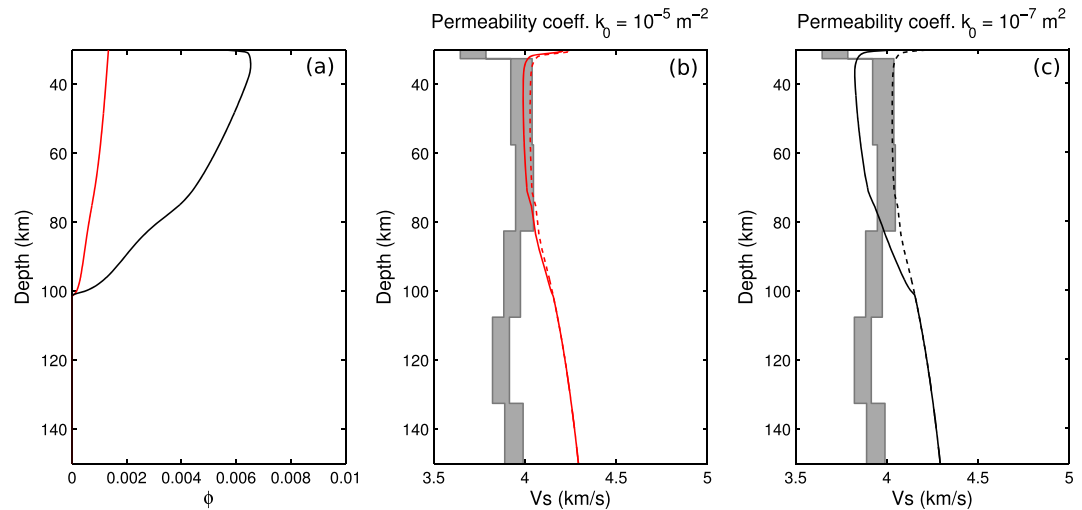 Permeability coeff. k₀ = 10⁻⁵ m⁻²
Permeability coeff. k₀ = 10⁻⁷ m²
(a)
(b)
(c)
40
60
80
100
120
140
Depth (km)
0
0.002
0.004
0.006
0.008
0.01
ϕ
40
60
80
100
120
140
Depth (km)
3.5
4
4.5
5
Vs (km/s)
40
60
80
100
120
140
Depth (km)
3.5
4
4.5
5
Vs (km/s)